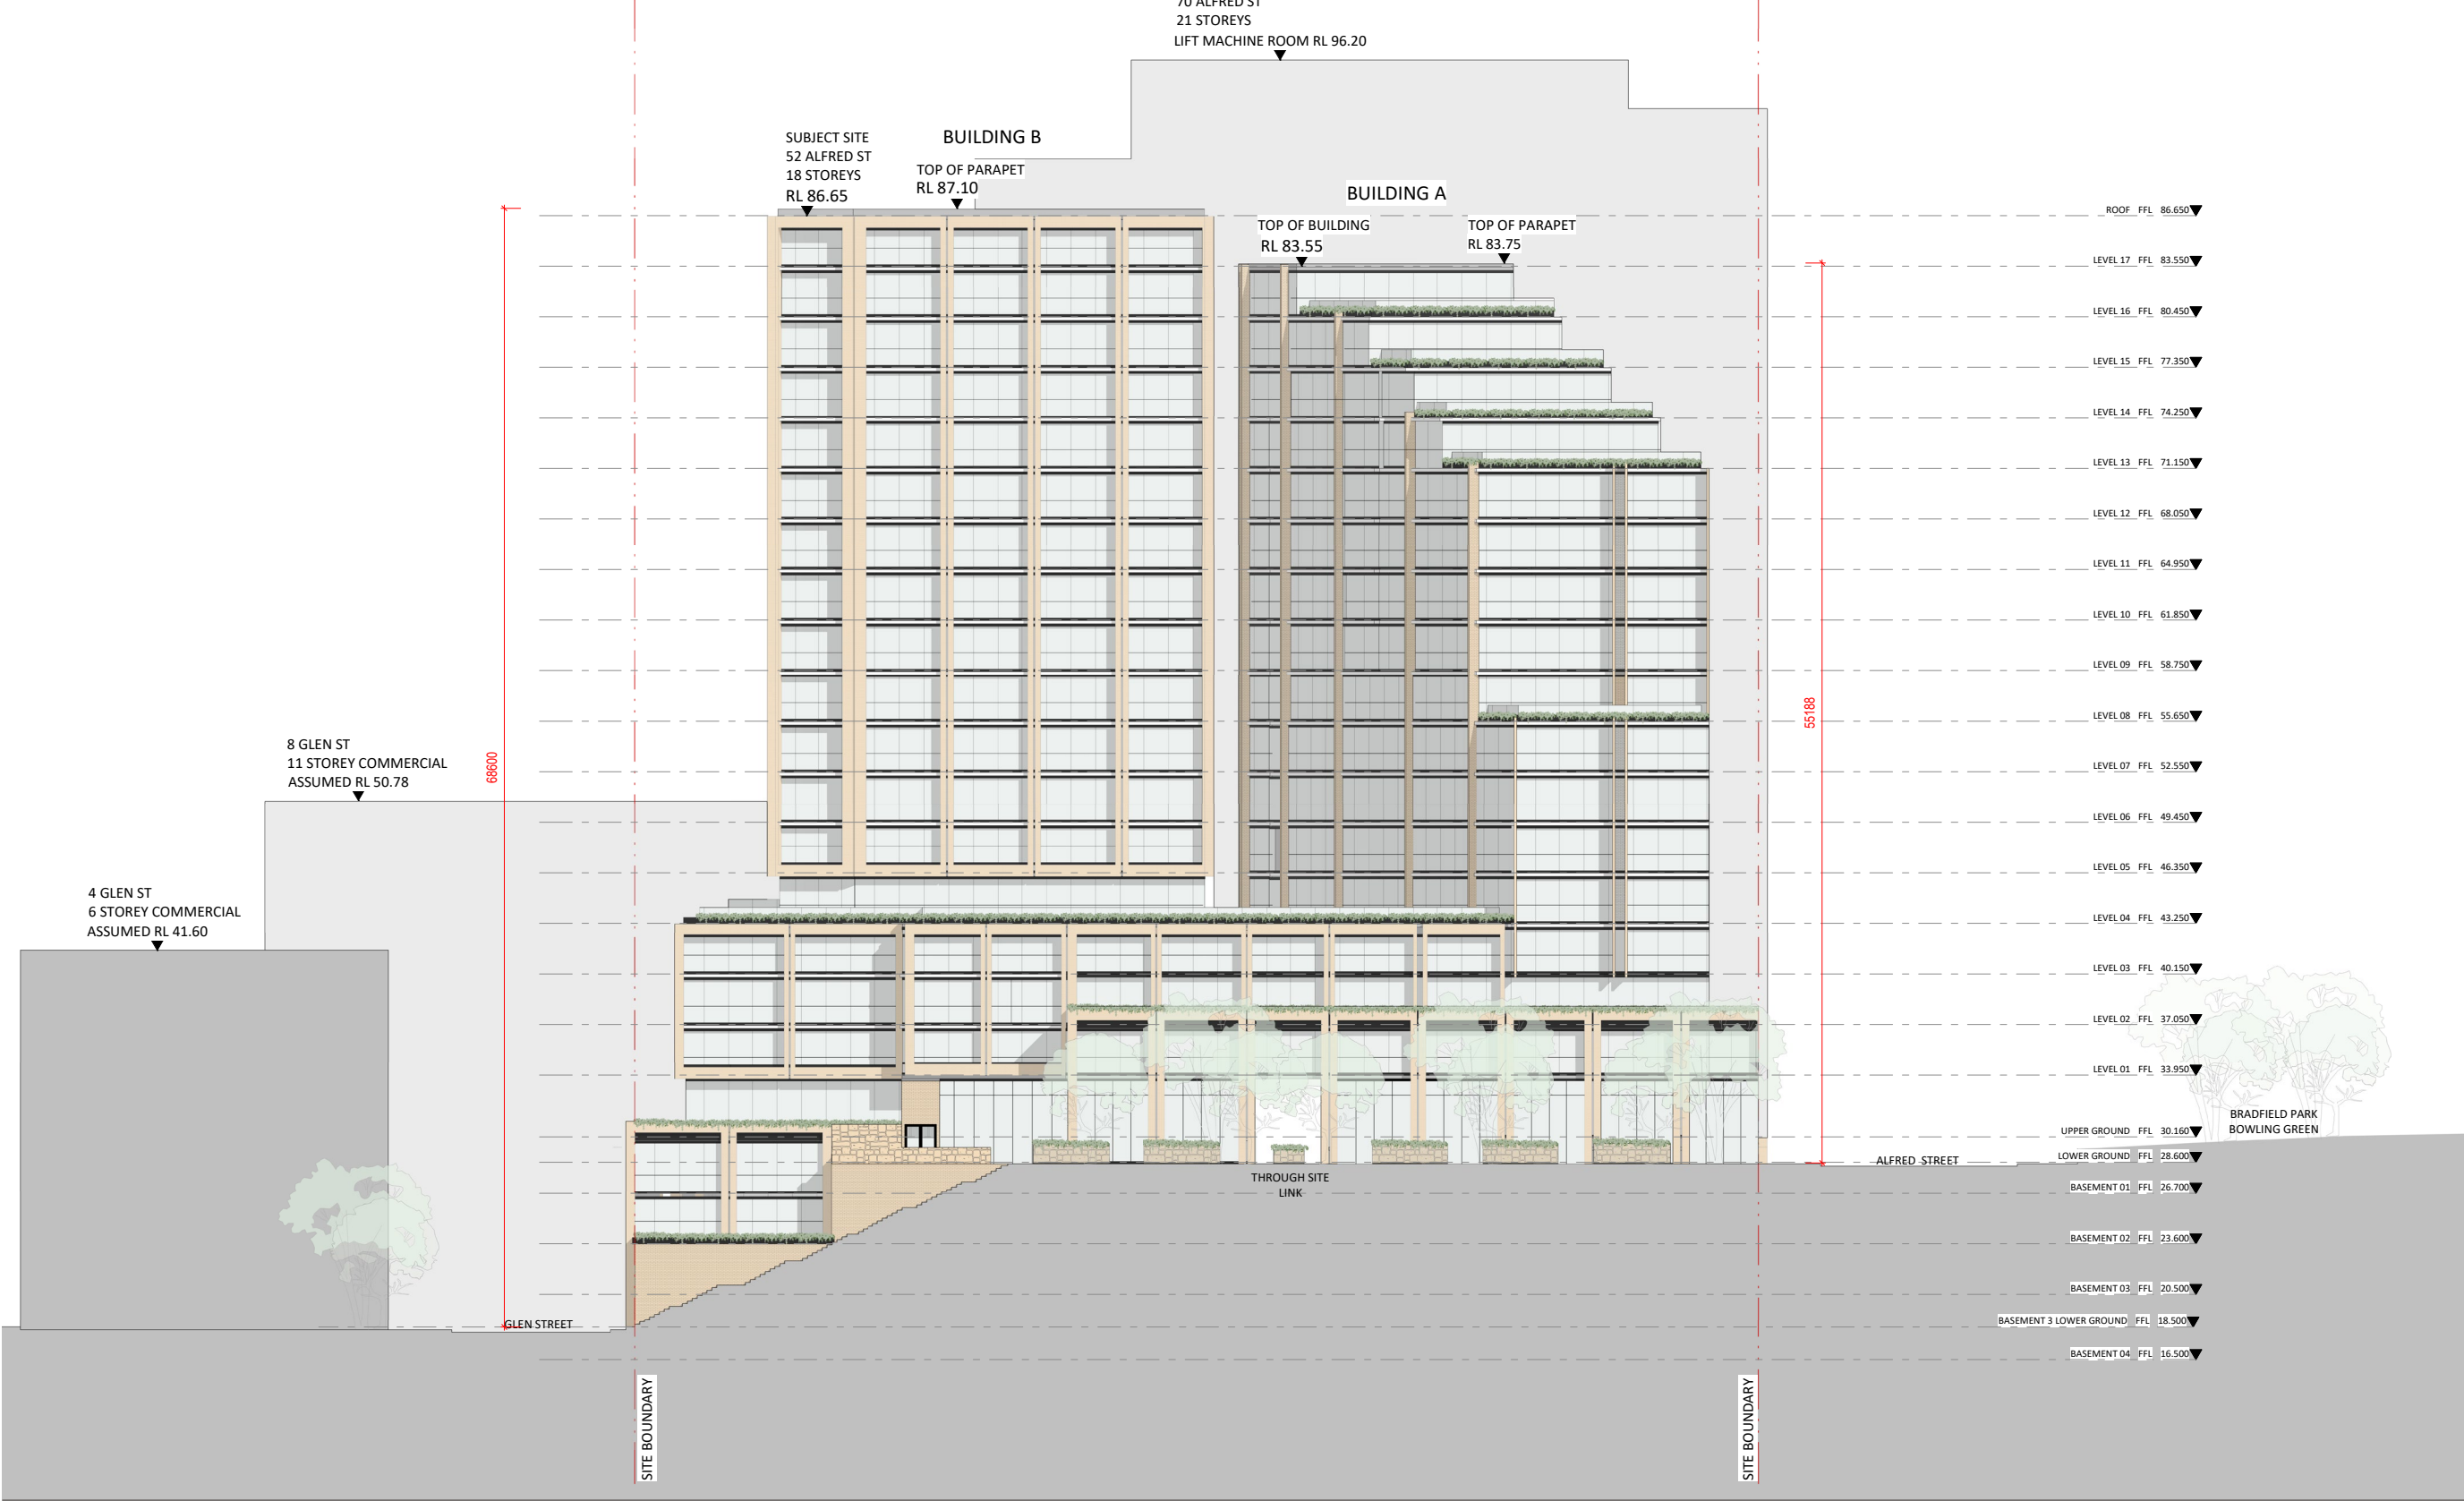 70 ALFRED ST
21 STOREYS
LIFT MACHINE ROOM RL 96.20
SUBJECT SITE
52 ALFRED ST
18 STOREYS
RL 86.65
BUILDING B
TOP OF PARAPET
RL 87.10
BUILDING A
TOP OF BUILDING
RL 83.55
TOP OF PARAPET
RL 83.75
ROOF FFL 86.650
LEVEL 17 FFL 83.550
LEVEL 16 FFL 80.450
LEVEL 15 FFL 77.350
LEVEL 14 FFL 74.250
LEVEL 13 FFL 71.150
LEVEL 12 FFL 68.050
LEVEL 11 FFL 64.950
LEVEL 10 FFL 61.850
LEVEL 09 FFL 58.750
LEVEL 08 FFL 55.650
LEVEL 07 FFL 52.550
LEVEL 06 FFL 49.450
LEVEL 05 FFL 46.350
LEVEL 04 FFL 43.250
LEVEL 03 FFL 40.150
LEVEL 02 FFL 37.050
LEVEL 01 FFL 33.950
UPPER GROUND FFL 30.160
LOWER GROUND FFL 28.600
BASEMENT 01 FFL 26.700
BASEMENT 02 FFL 23.600
BASEMENT 03 FFL 20.500
BASEMENT 3 LOWER GROUND FFL 18.500
BASEMENT 04 FFL 16.500
68600
55188
8 GLEN ST
11 STOREY COMMERCIAL
ASSUMED RL 50.78
4 GLEN ST
6 STOREY COMMERCIAL
ASSUMED RL 41.60
BRADFIELD PARK
BOWLING GREEN
ALFRED STREET
THROUGH SITE
LINK
GLEN STREET
SITE BOUNDARY
SITE BOUNDARY